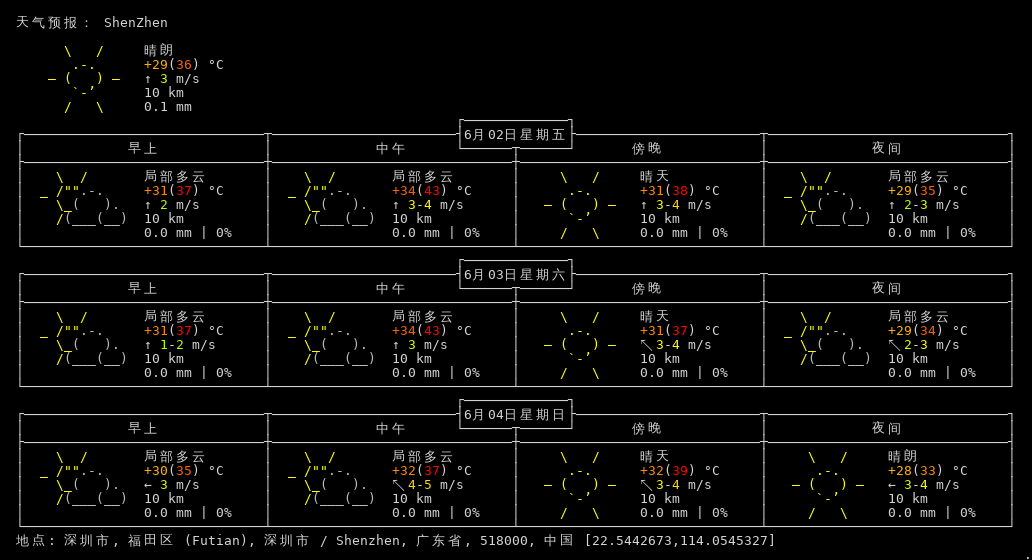 天气预报： ShenZhen
晴朗
+29(36) °C
↑ 3 m/s
10 km
0.1 mm
6月02日星期五
早上 中午 傍晚 夜间
局部多云 局部多云 晴天 局部多云
+31(37) °C +34(43) °C +31(38) °C +29(35) °C
↑ 2 m/s ↑ 3-4 m/s ↑ 3-4 m/s ↑ 2-3 m/s
10 km 10 km 10 km 10 km
0.0 mm | 0% 0.0 mm | 0% 0.0 mm | 0% 0.0 mm | 0%
6月03日星期六
早上 中午 傍晚 夜间
局部多云 局部多云 晴天 局部多云
+31(37) °C +34(43) °C +31(37) °C +29(34) °C
↑ 1-2 m/s ↑ 3 m/s ↖ 3-4 m/s ↖ 2-3 m/s
10 km 10 km 10 km 10 km
0.0 mm | 0% 0.0 mm | 0% 0.0 mm | 0% 0.0 mm | 0%
6月04日星期日
早上 中午 傍晚 夜间
局部多云 局部多云 晴天 晴朗
+30(35) °C +32(37) °C +32(39) °C +28(33) °C
← 3 m/s ↖ 4-5 m/s ↖ 3-4 m/s ← 3-4 m/s
10 km 10 km 10 km 10 km
0.0 mm | 0% 0.0 mm | 0% 0.0 mm | 0% 0.0 mm | 0%
地点: 深圳市, 福田区 (Futian), 深圳市 / Shenzhen, 广东省, 518000, 中国 [22.5442673,114.0545327]